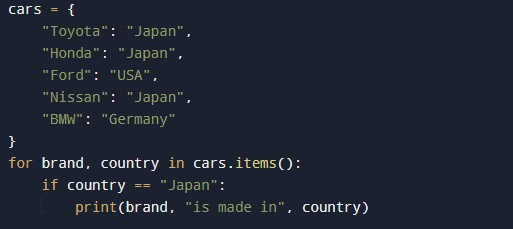 cars = {
    "Toyota": "Japan",
    "Honda": "Japan",
    "Ford": "USA",
    "Nissan": "Japan",
    "BMW": "Germany"
}
for brand, country in cars.items():
    if country == "Japan":
        print(brand, "is made in", country)